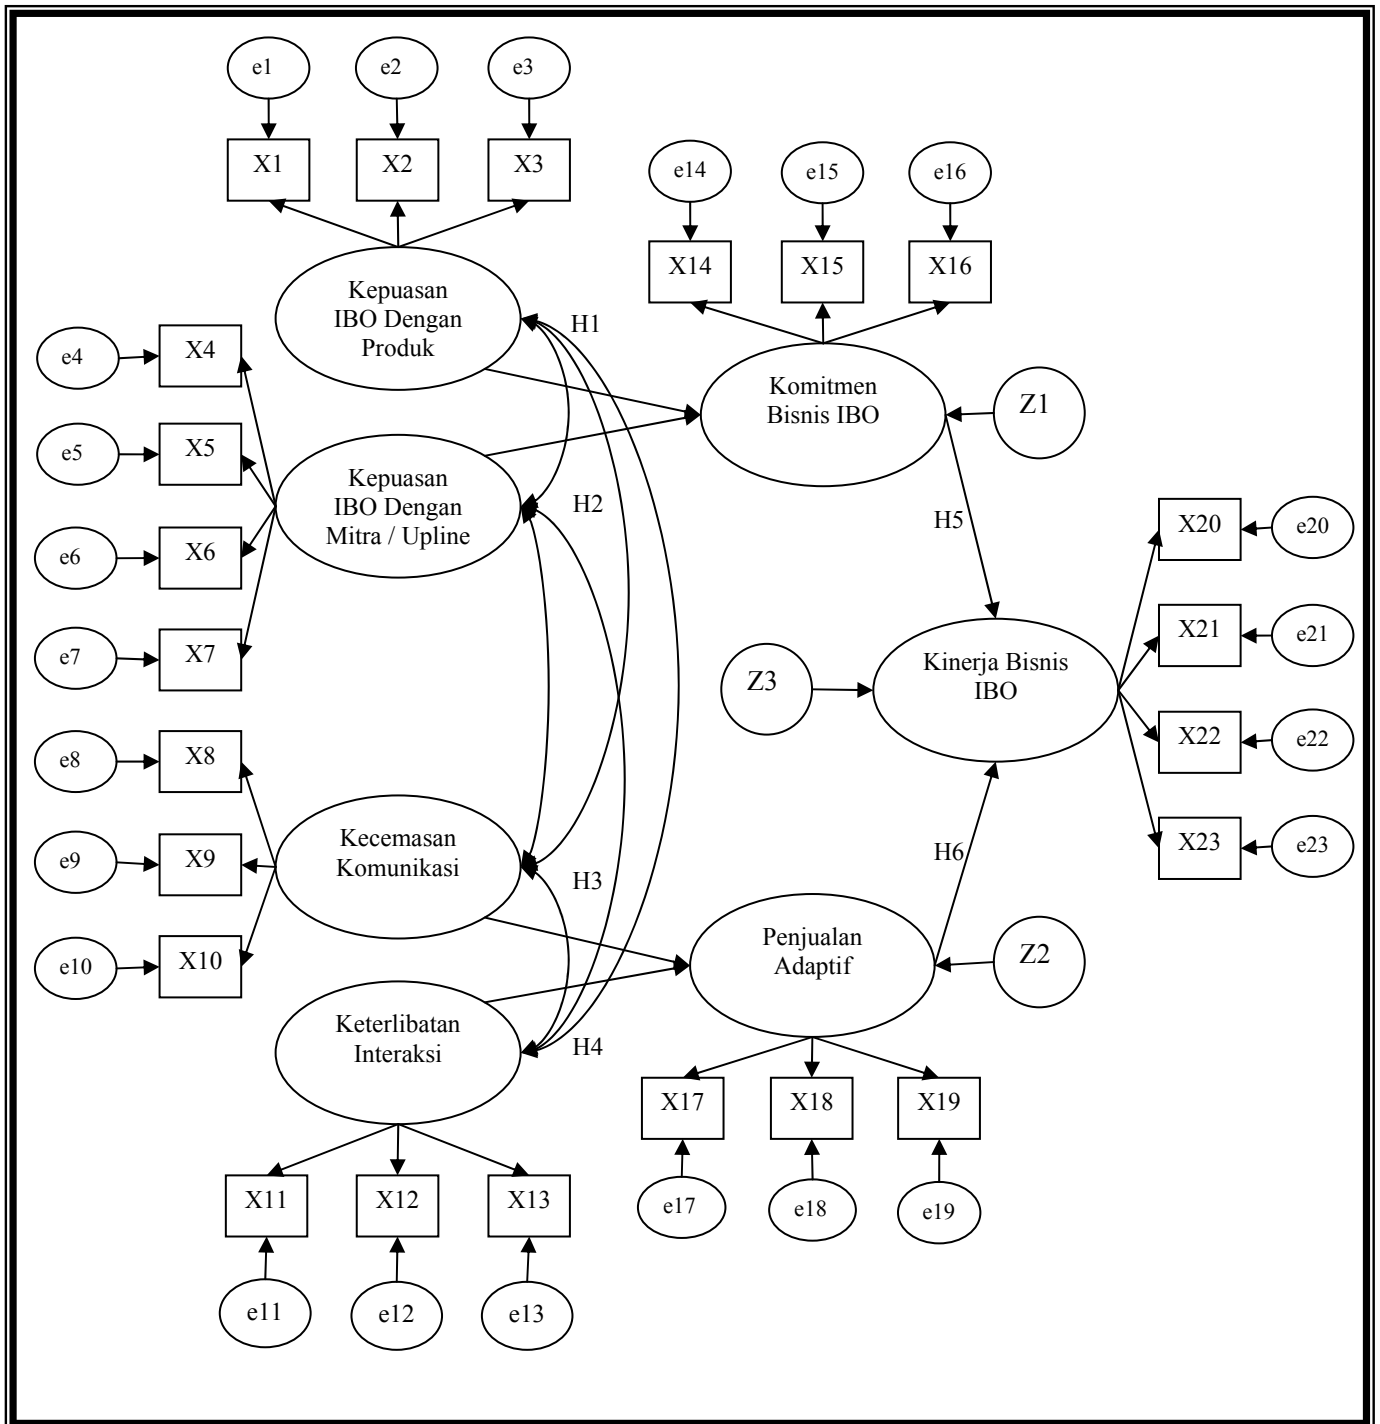 e1
e2
e3
X1
X2
X3
e14
e15
e16
X14
X15
X16
Kepuasan
IBO Dengan
Produk
H1
e4
X4
e5
X5
e6
X6
e7
X7
Kepuasan
IBO Dengan
Mitra / Upline
H2
Komitmen
Bisnis IBO
Z1
H5
X20
e20
X21
e21
X22
e22
X23
e23
Z3
Kinerja Bisnis
IBO
e8
X8
e9
X9
e10
X10
Kecemasan
Komunikasi
H3
H6
Penjualan
Adaptif
Z2
Keterlibatan
Interaksi
H4
X17
X18
X19
e17
e18
e19
X11
X12
X13
e11
e12
e13